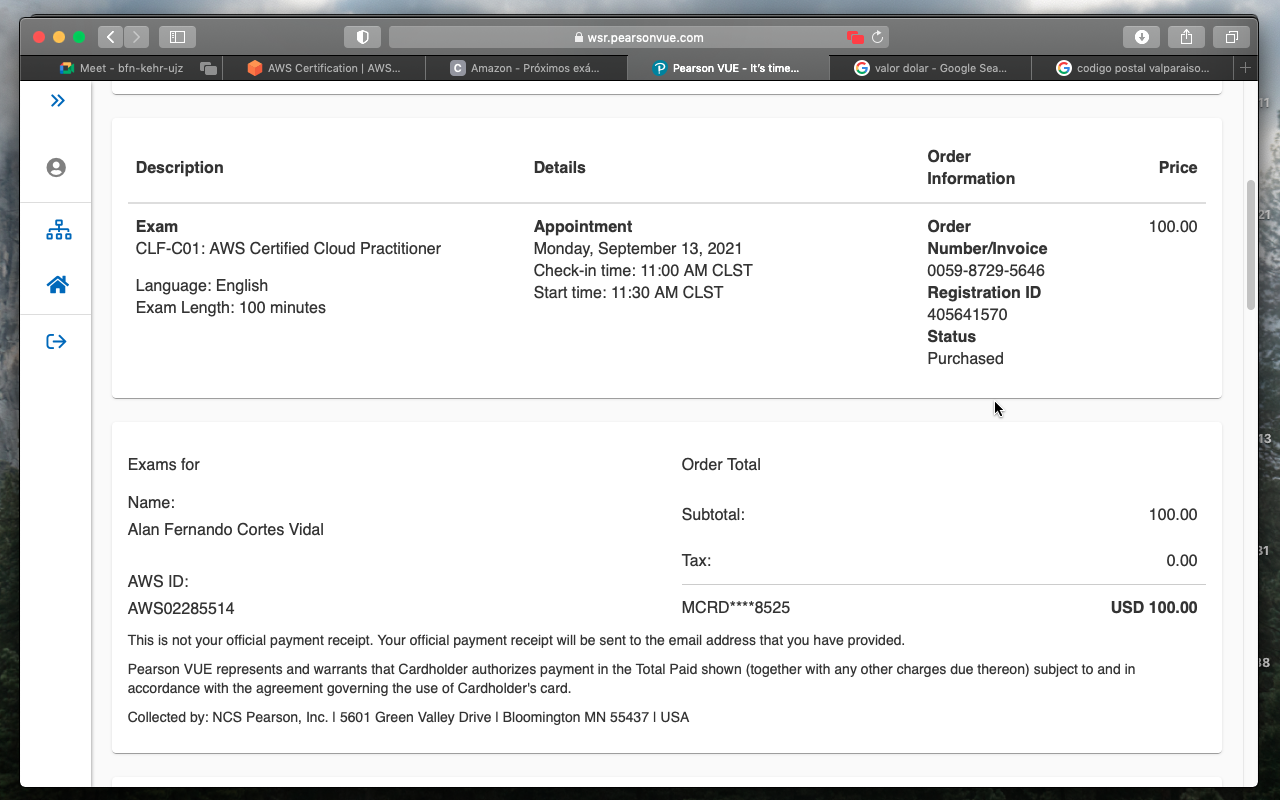 wsr.pearsonvue.com
Meet - bfn-kehr-ujz
AWS Certification | AWS...
Amazon - Próximos exá...
Pearson VUE - It's time...
valor dolar - Google Sea...
codigo postal valparaiso...
11
21
13
31
38
Description
Details
Order
Information
Price
Exam
CLF-C01: AWS Certified Cloud Practitioner
Language: English
Exam Length: 100 minutes
Appointment
Monday, September 13, 2021
Check-in time: 11:00 AM CLST
Start time: 11:30 AM CLST
Order
Number/Invoice
0059-8729-5646
Registration ID
405641570
Status
Purchased
100.00
Exams for
Name:
Alan Fernando Cortes Vidal
AWS ID:
AWS02285514
Order Total
Subtotal: 100.00
Tax: 0.00
MCRD****8525 USD 100.00
This is not your official payment receipt. Your official payment receipt will be sent to the email address that you have provided.
Pearson VUE represents and warrants that Cardholder authorizes payment in the Total Paid shown (together with any other charges due thereon) subject to and in
accordance with the agreement governing the use of Cardholder's card.
Collected by: NCS Pearson, Inc. | 5601 Green Valley Drive | Bloomington MN 55437 | USA